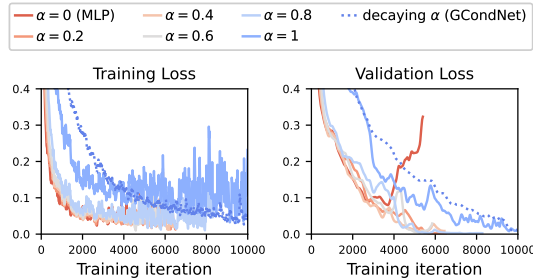 α = 0 (MLP) α = 0.4 α = 0.8 decaying α (GCondNet)
α = 0.2 α = 0.6 α = 1
Training Loss Validation Loss
0.4 0.4
0.3 0.3
0.2 0.2
0.1 0.1
0.0 0.0
0 2000 4000 6000 8000 10000 0 2000 4000 6000 8000 10000
Training iteration Training iteration